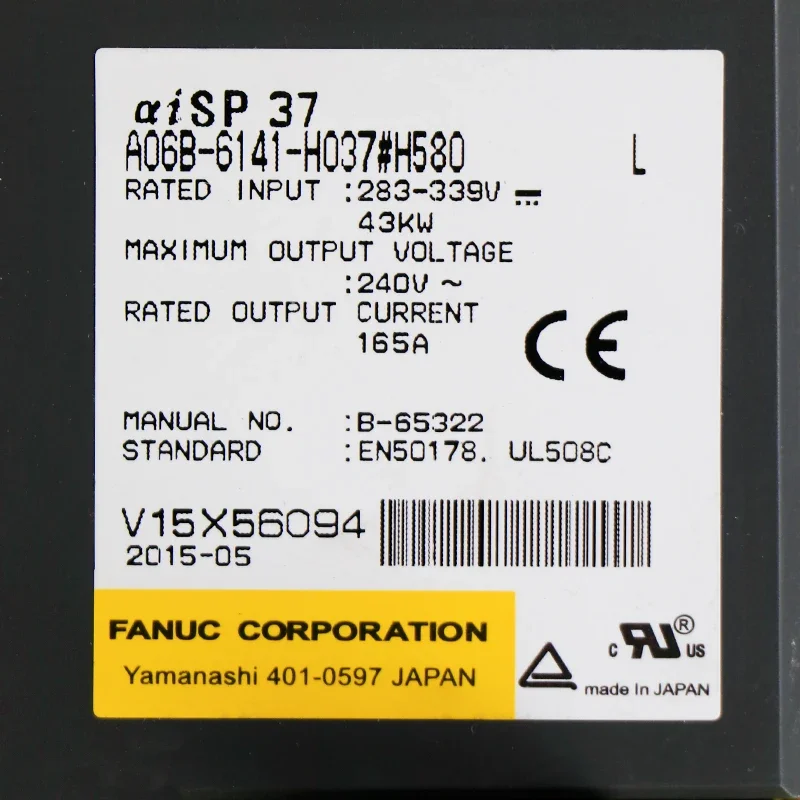 αiSP 37
A06B-6141-H037#H580 L
RATED INPUT :283-339V ⎓
43KW
MAXIMUM OUTPUT VOLTAGE
:240V ~
RATED OUTPUT CURRENT
165A
CE
MANUAL NO. :B-65322
STANDARD :EN50178. UL508C
V15X56094
2015-05
FANUC CORPORATION
Yamanashi 401-0597 JAPAN
c RU® US
made in JAPAN